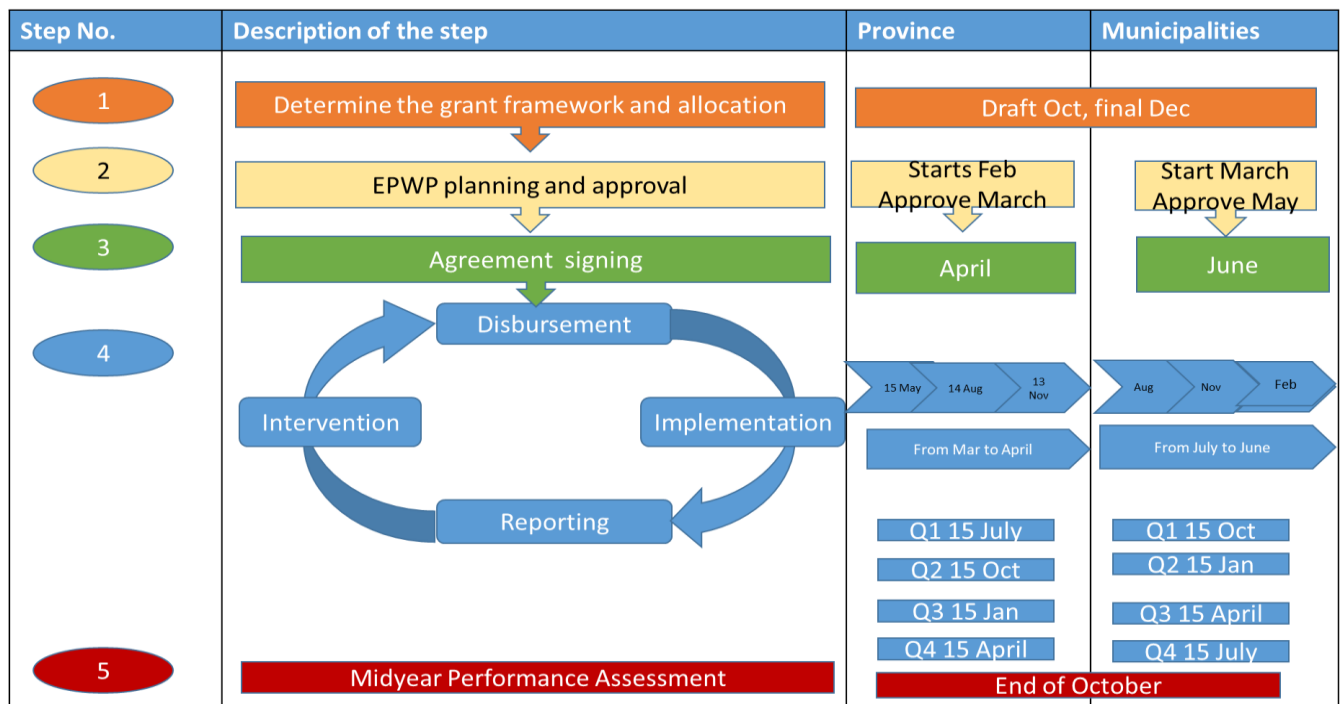 Step No.
Description of the step
Province
Municipalities
1
Determine the grant framework and allocation
Draft Oct, final Dec
2
EPWP planning and approval
Starts Feb
Approve March
Start March
Approve May
3
Agreement signing
April
June
4
Disbursement
Intervention
Implementation
Reporting
15 May
14 Aug
13
Nov
Aug
Nov
Feb
From Mar to April
From July to June
Q1 15 July
Q1 15 Oct
Q2 15 Oct
Q2 15 Jan
Q3 15 Jan
Q3 15 April
Q4 15 April
Q4 15 July
5
Midyear Performance Assessment
End of October